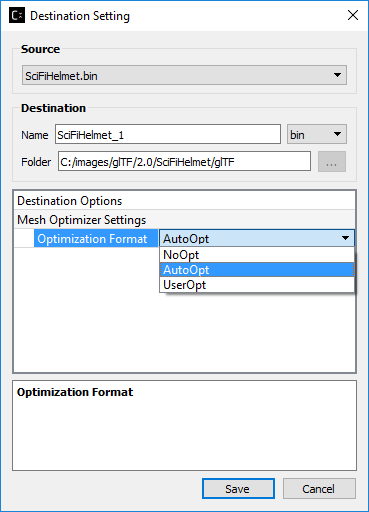 Destination Setting
Source
SciFiHelmet.bin
Destination
Name SciFiHelmet_1 bin
Folder C:/images/glTF/2.0/SciFiHelmet/glTF ...
Destination Options
Mesh Optimizer Settings
Optimization Format AutoOpt
NoOpt
AutoOpt
UserOpt
Optimization Format
Save Cancel